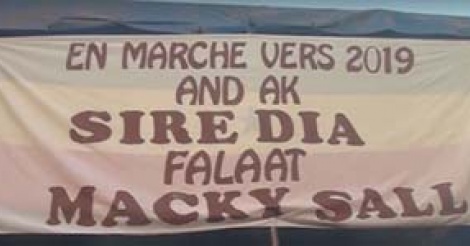 EN MARCHE VERS 2019
AND AK
SIRE DIA
FALAAT
MACKY SALL